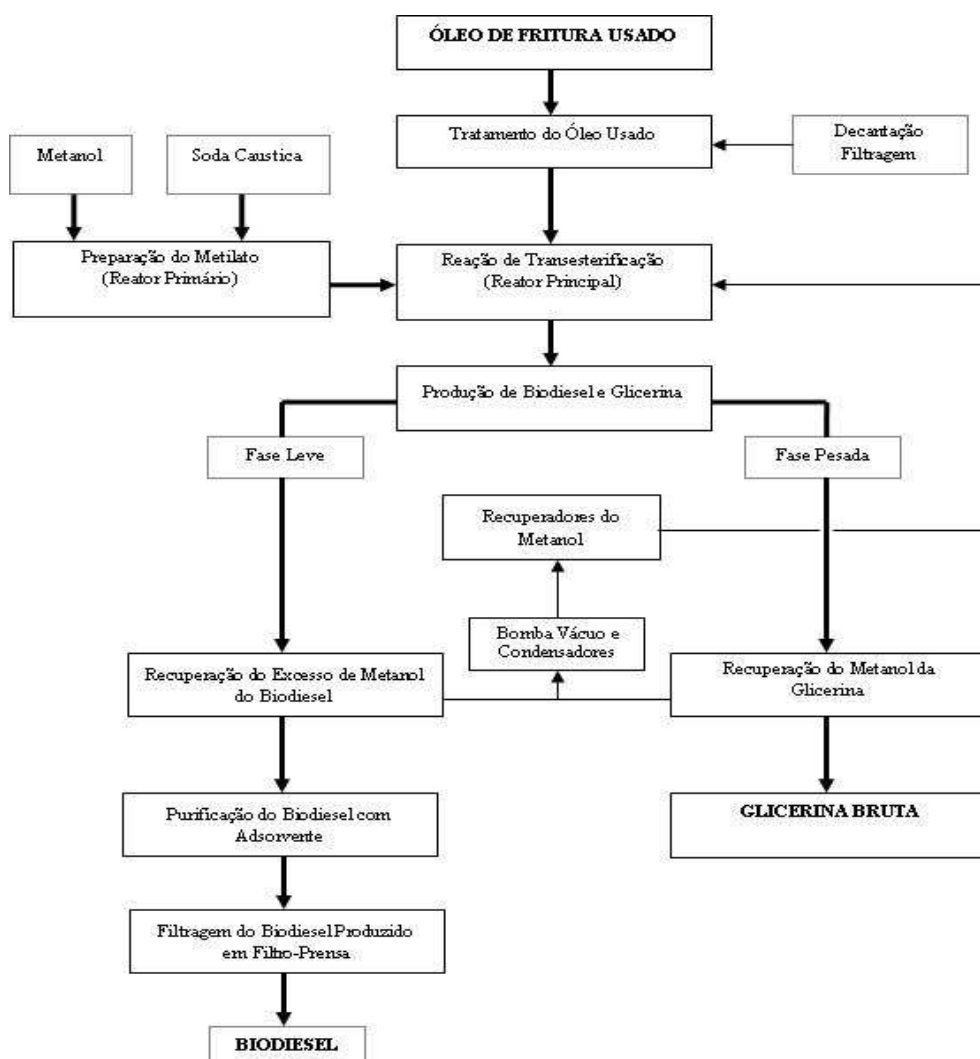 ÓLEO DE FRITURA USADO
Tratamento do Óleo Usado
Decantação
Filtragem
Metanol
Soda Caustica
Preparação do Metilato
(Reator Primário)
Reação de Transesterificação
(Reator Principal)
Produção de Biodiesel e Glicerina
Fase Leve
Fase Pesada
Recuperadores do
Metanol
Bomba Vácuo e
Condensadores
Recuperação do Excesso de Metanol
do Biodiesel
Recuperação do Metanol da
Glicerina
Purificação do Biodiesel com
Adsorvente
GLICERINA BRUTA
Filtragem do Biodiesel Produzido
em Filtro-Prensa
BIODIESEL